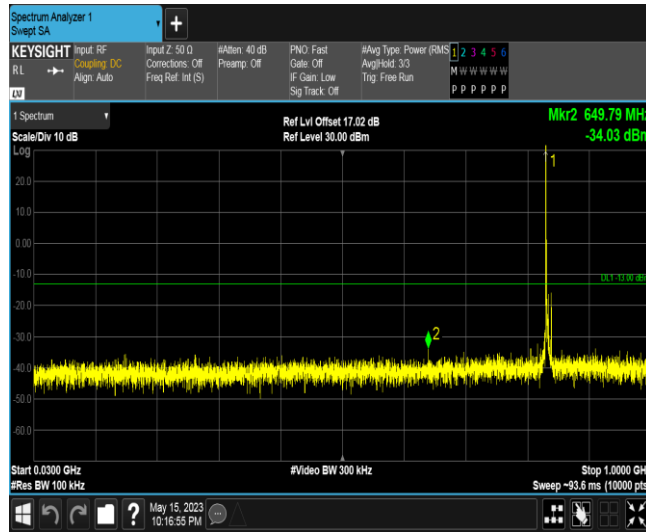 Spectrum Analyzer 1
Swept SA
+
KEYSIGHT
RL
LXI
Input: RF
Coupling: DC
Align: Auto
Input Z: 50 Ω
Corrections: Off
Freq Ref: Int (S)
#Atten: 40 dB
Preamp: Off
PNO: Fast
Gate: Off
IF Gain: Low
Sig Track: Off
#Avg Type: Power (RMS
Avg|Hold: 3/3
Trig: Free Run
1 2 3 4 5 6
M W W W W W
P P P P P P
1 Spectrum
Scale/Div 10 dB
Log
Ref Lvl Offset 17.02 dB
Ref Level 30.00 dBm
Mkr2 649.79 MHz
-34.03 dBm
1
20.0
10.0
0.00
-10.0
DL1 -13.00 dBm
-20.0
-30.0
2
-40.0
-50.0
-60.0
Start 0.0300 GHz
#Res BW 100 kHz
#Video BW 300 kHz
Stop 1.0000 GHz
Sweep ~93.6 ms (10000 pts)
?
May 15, 2023
10:16:55 PM